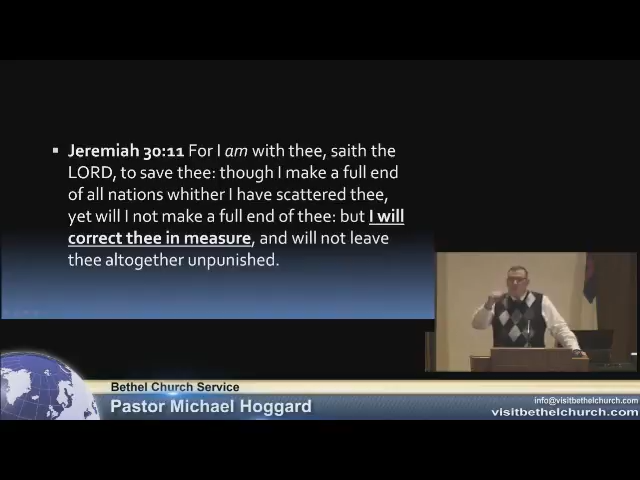 ▪ Jeremiah 30:11 For I am with thee, saith the
LORD, to save thee: though I make a full end
of all nations whither I have scattered thee,
yet will I not make a full end of thee: but I will
correct thee in measure, and will not leave
thee altogether unpunished.
Bethel Church Service
Pastor Michael Hoggard
info@visitbethelchurch.com
visitbethelchurch.com